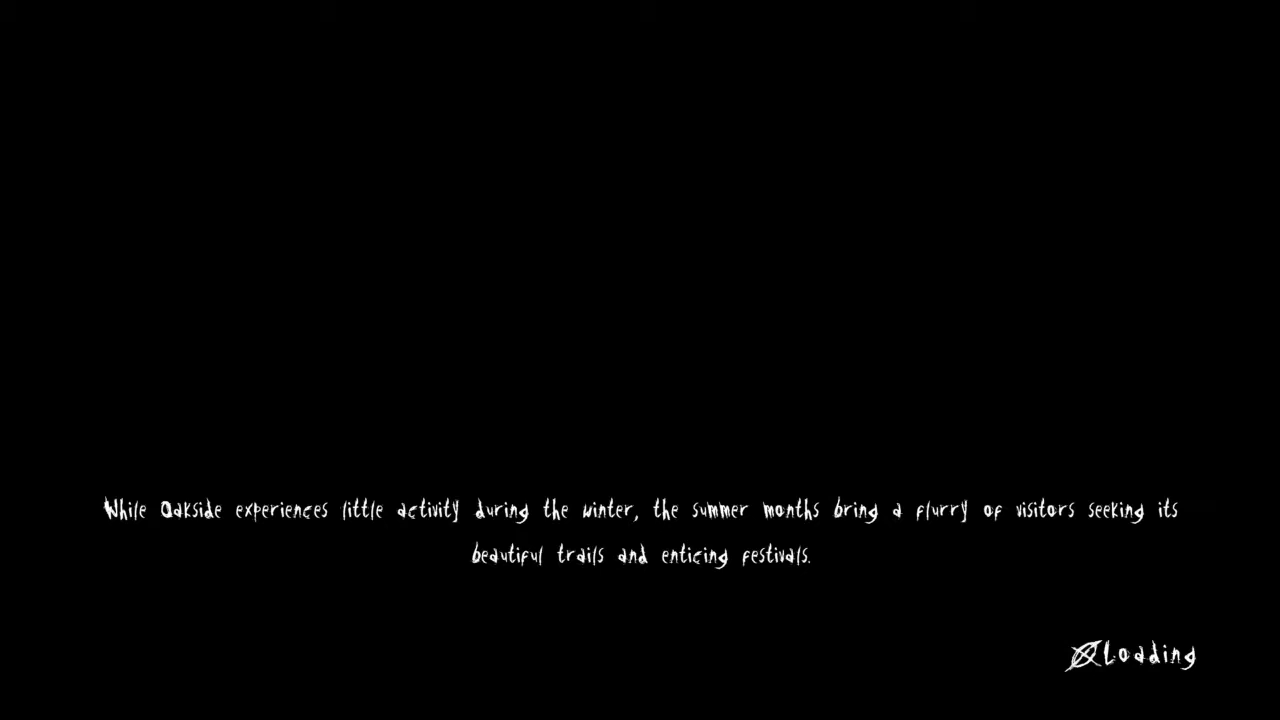 While Oakside experiences little activity during the winter, the summer months bring a flurry of visitors seeking its
beautiful trails and enticing festivals.
Loading